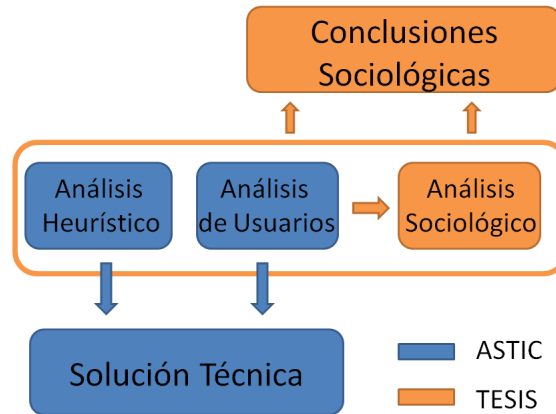 Conclusiones
Sociológicas
Análisis
Heurístico
Análisis
de Usuarios
Análisis
Sociológico
Solución Técnica
ASTIC
TESIS